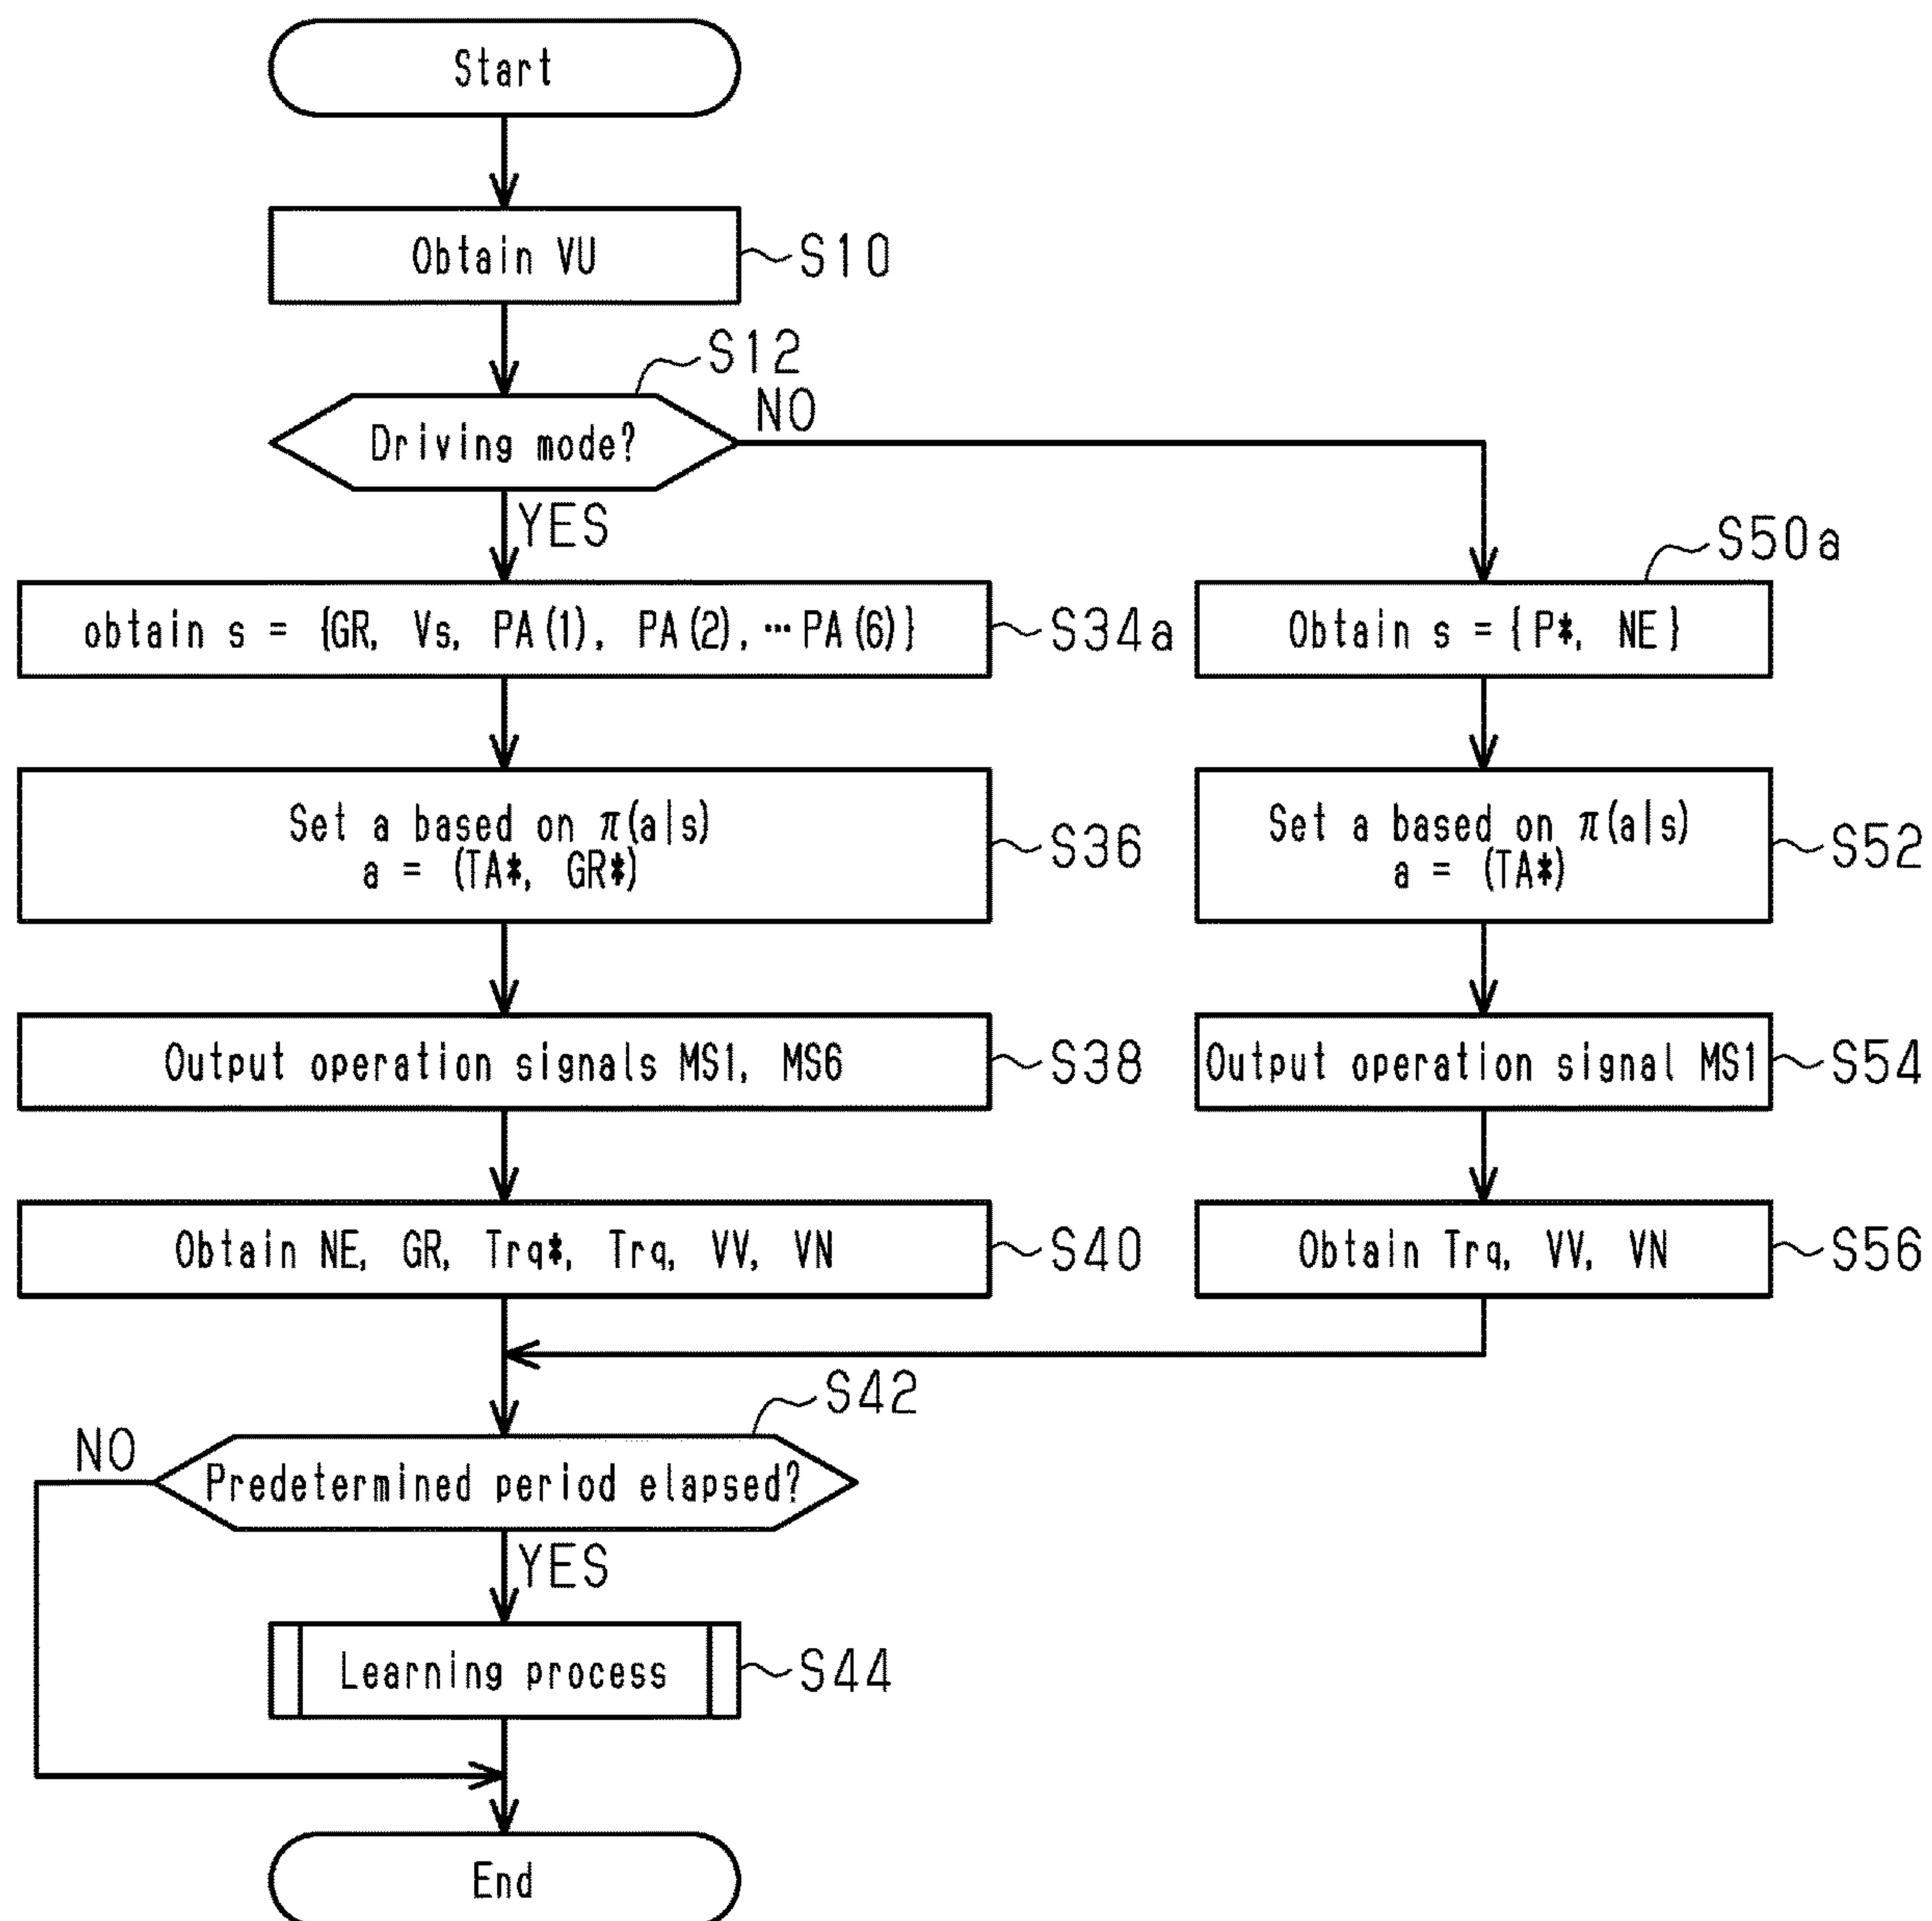 Start
Obtain VU
S10
S12
Driving mode?
NO
YES
obtain s = {GR, Vs, PA(1), PA(2), ··· PA(6)}
S34a
S50a
Obtain s = {P*, NE}
Set a based on π(a|s)
a = (TA*, GR*)
S36
Set a based on π(a|s)
a = (TA*)
S52
Output operation signals MS1, MS6
S38
Output operation signal MS1
S54
Obtain NE, GR, Trq*, Trq, VV, VN
S40
Obtain Trq, VV, VN
S56
S42
NO
Predetermined period elapsed?
YES
Learning process
S44
End